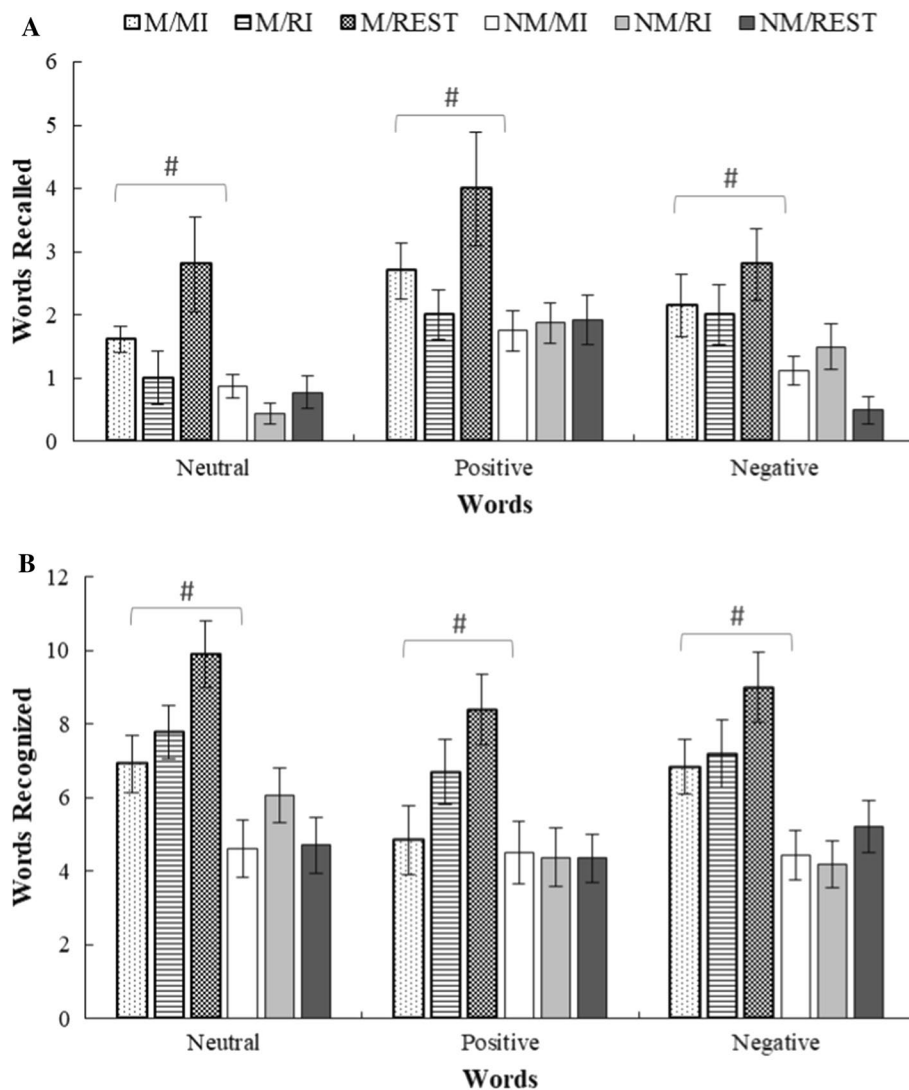 A
M/MI M/RI M/REST NM/MI NM/RI NM/REST
6
5
4
3
2
1
0
Words Recalled
#
#
#
Neutral Positive Negative
Words
B
12
10
8
6
4
2
0
Words Recognized
#
#
#
Neutral Positive Negative
Words